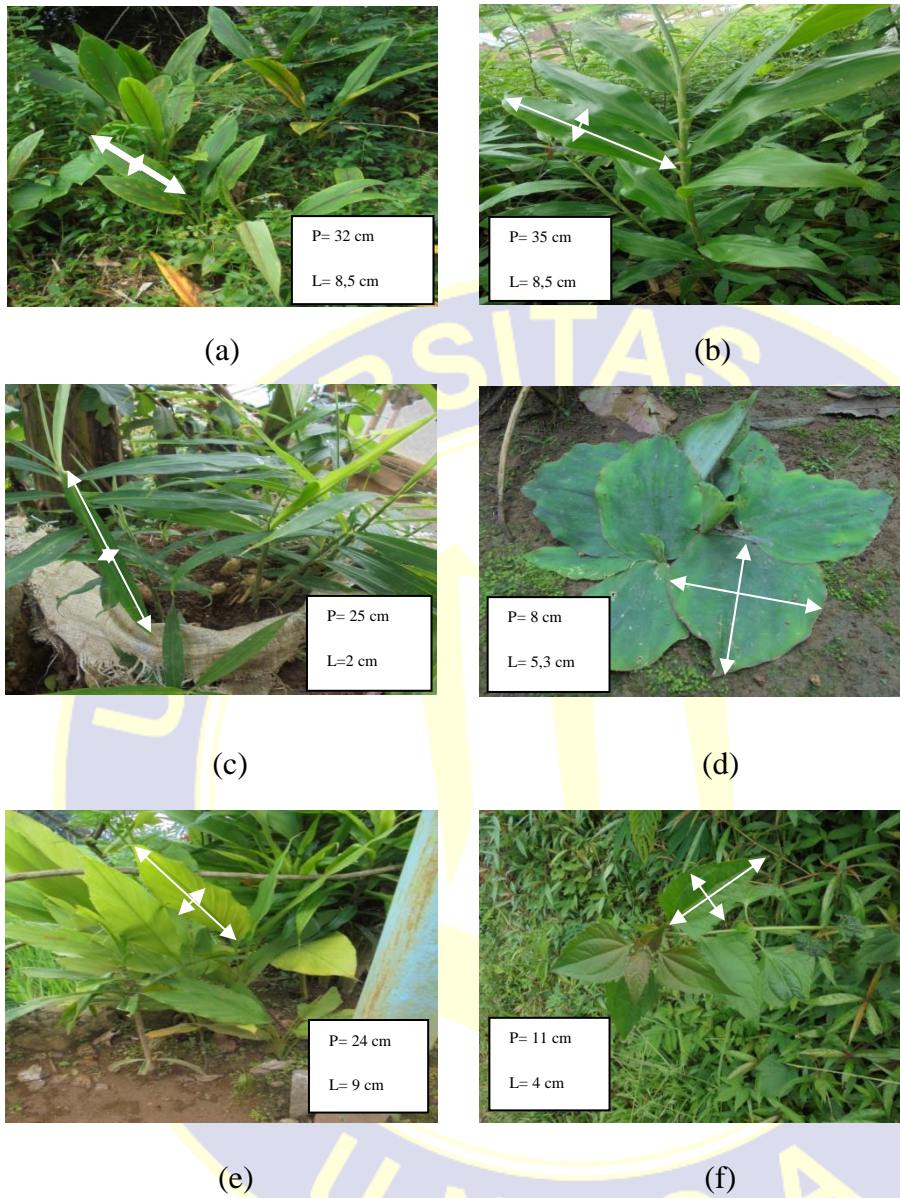 P= 32 cm
L= 8,5 cm
P= 35 cm
L= 8,5 cm
(a)
(b)
RSITAS
P= 25 cm
L=2 cm
P= 8 cm
L= 5,3 cm
(c)
(d)
U
P= 24 cm
L= 9 cm
P= 11 cm
L= 4 cm
(e)
(f)